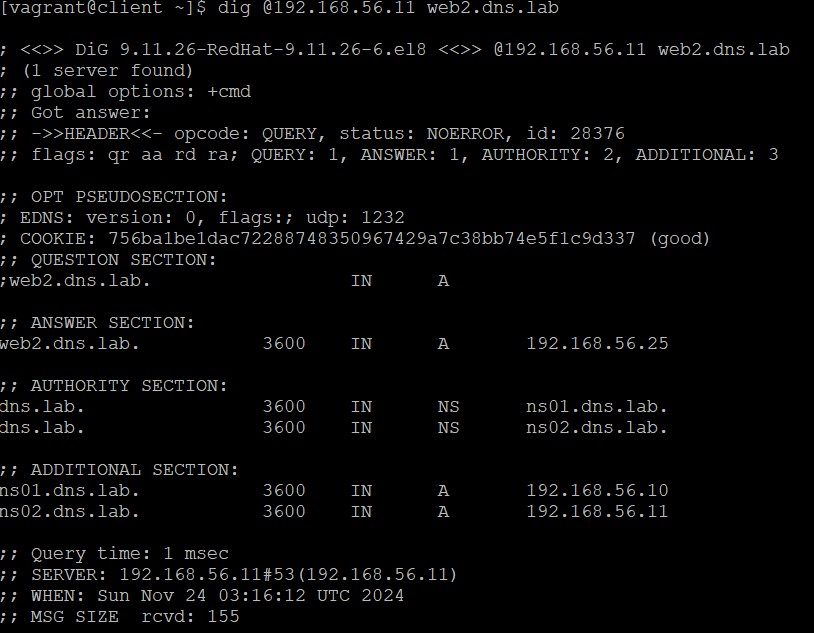 [vagrant@client ~]$ dig @192.168.56.11 web2.dns.lab
; <<>> DiG 9.11.26-RedHat-9.11.26-6.el8 <<>> @192.168.56.11 web2.dns.lab
; (1 server found)
;; global options: +cmd
;; Got answer:
;; ->>HEADER<<- opcode: QUERY, status: NOERROR, id: 28376
;; flags: qr aa rd ra; QUERY: 1, ANSWER: 1, AUTHORITY: 2, ADDITIONAL: 3
;; OPT PSEUDOSECTION:
; EDNS: version: 0, flags:; udp: 1232
; COOKIE: 756ba1be1dac72288748350967429a7c38bb74e5f1c9d337 (good)
;; QUESTION SECTION:
;web2.dns.lab. IN A
;; ANSWER SECTION:
web2.dns.lab. 3600 IN A 192.168.56.25
;; AUTHORITY SECTION:
dns.lab. 3600 IN NS ns01.dns.lab.
dns.lab. 3600 IN NS ns02.dns.lab.
;; ADDITIONAL SECTION:
ns01.dns.lab. 3600 IN A 192.168.56.10
ns02.dns.lab. 3600 IN A 192.168.56.11
;; Query time: 1 msec
;; SERVER: 192.168.56.11#53(192.168.56.11)
;; WHEN: Sun Nov 24 03:16:12 UTC 2024
;; MSG SIZE rcvd: 155